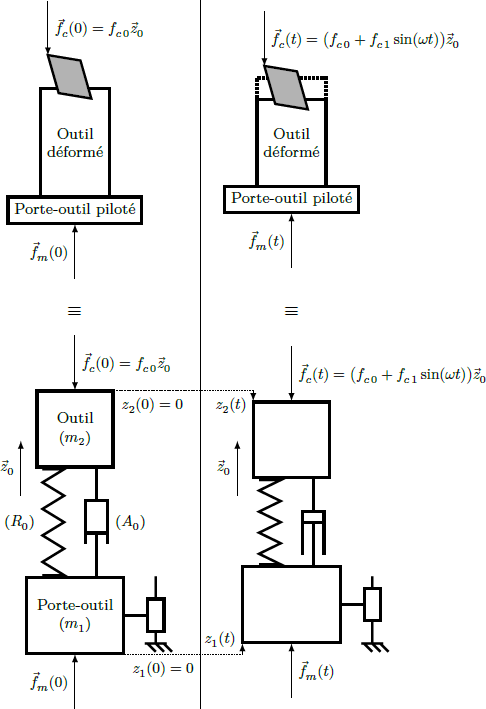 $\vec{f}_c(0) = f_{c0}\vec{z}_0$
Outil
déformé
Porte-outil piloté
$\vec{f}_m(0)$
≡
$\vec{f}_c(0) = f_{c0}\vec{z}_0$
Outil
$(m_2)$
$z_2(0) = 0$
$\vec{z}_0$
$(R_0)$
$(A_0)$
Porte-outil
$(m_1)$
$z_1(0) = 0$
$\vec{f}_m(0)$
$\vec{f}_c(t) = (f_{c0} + f_{c1}\sin(\omega t))\vec{z}_0$
Outil
déformé
Porte-outil piloté
$\vec{f}_m(t)$
≡
$\vec{f}_c(t) = (f_{c0} + f_{c1}\sin(\omega t))\vec{z}_0$
$z_2(t)$
$\vec{z}_0$
$z_1(t)$
$\vec{f}_m(t)$